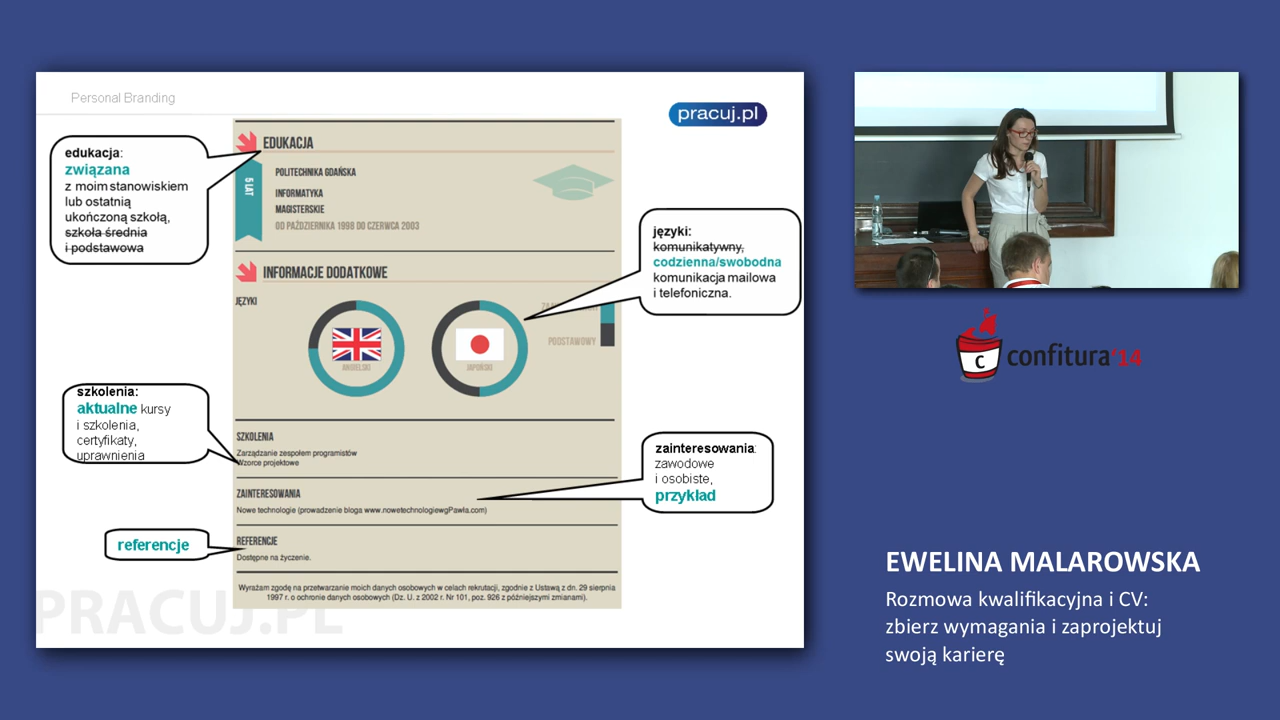 Personal Branding
pracuj.pl
edukacja:
związana
z moim stanowiskiem
lub ostatnią
ukończoną szkołą,
szkoła średnia
i podstawowa
EDUKACJA
5 LAT
POLITECHNIKA GDAŃSKA
INFORMATYKA
MAGISTERSKIE
OD PAŹDZIERNIKA 1998 DO CZERWCA 2003
języki:
komunikatywny,
codzienna/swobodna
komunikacja mailowa
i telefoniczna.
INFORMACJE DODATKOWE
JĘZYKI
ANGIELSKI
JAPOŃSKI
PODSTAWOWY
szkolenia:
aktualne kursy
i szkolenia,
certyfikaty,
uprawnienia
SZKOLENIA
Zarządzanie zespołem programistów
Wzorce projektowe
zainteresowania:
zawodowe
i osobiste,
przykład
ZAINTERESOWANIA
Nowe technologie (prowadzenie bloga www.nowetechnologiewgPawła.com)
referencje
REFERENCJE
Dostępne na życzenie.
Wyrażam zgodę na przetwarzanie moich danych osobowych w celach rekrutacji, zgodnie z Ustawą z dn. 29 sierpnia
1997 r. o ochronie danych osobowych (Dz. U. z 2002 r. Nr 101, poz. 926 z późniejszymi zmianami).
PRACUJ.PL
C
confitura'14
EWELINA MALAROWSKA
Rozmowa kwalifikacyjna i CV:
zbierz wymagania i zaprojektuj
swoją karierę